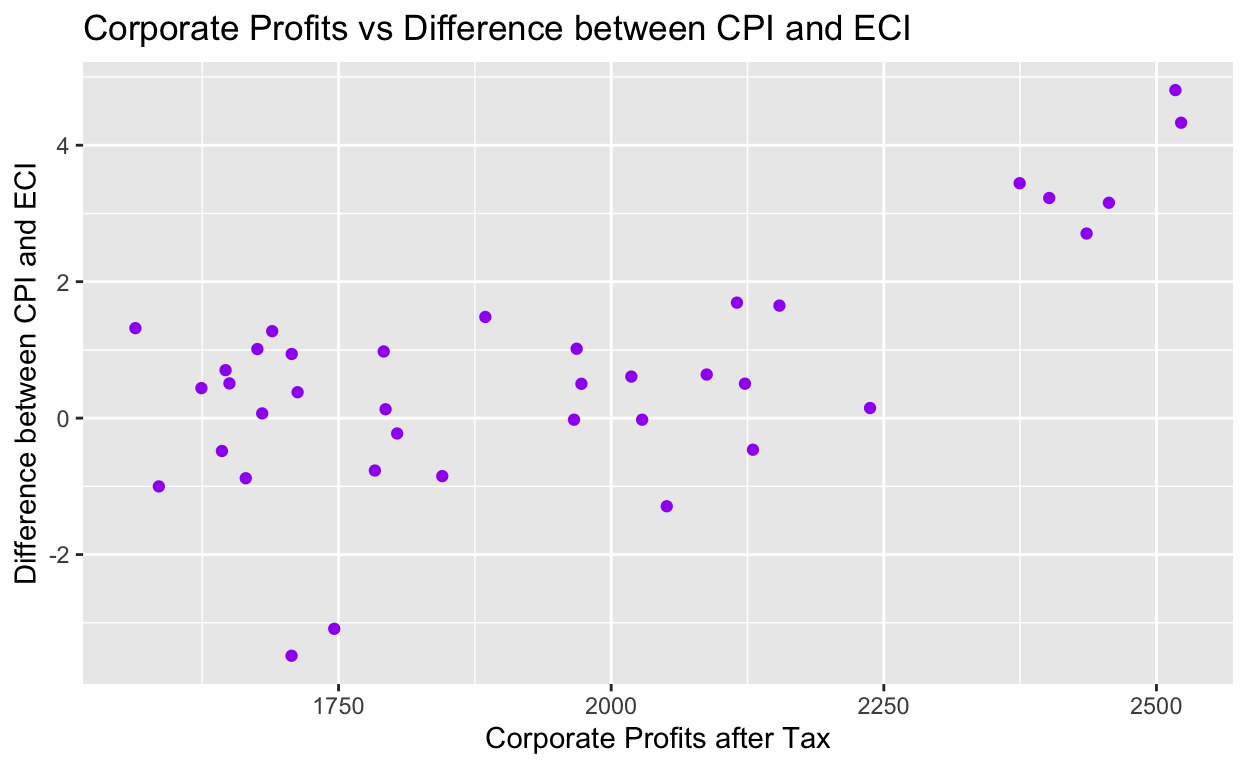 Corporate Profits vs Difference between CPI and ECI
Difference between CPI and ECI
4
2
0
-2
1750
2000
2250
2500
Corporate Profits after Tax